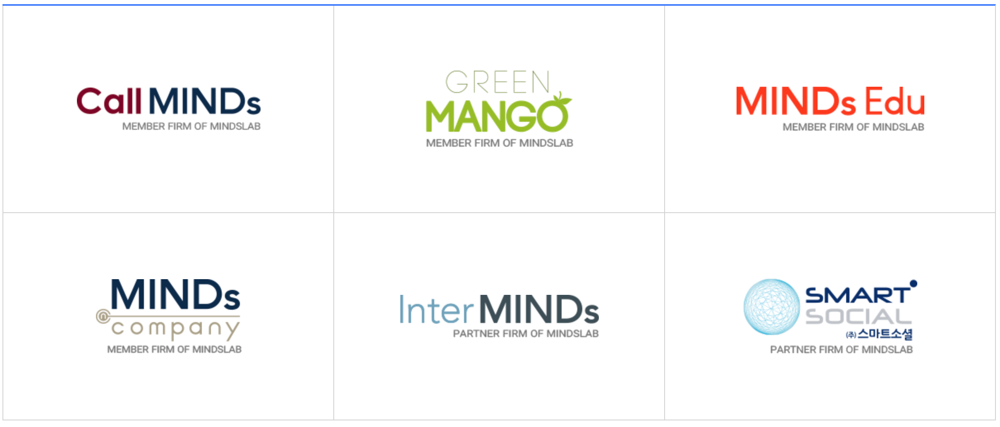 Call MINDs
MEMBER FIRM OF MINDSLAB
GREEN
MANGO
MEMBER FIRM OF MINDSLAB
MINDs Edu
MEMBER FIRM OF MINDSLAB
MINDs
@ company
MEMBER FIRM OF MINDSLAB
InterMINDs
PARTNER FIRM OF MINDSLAB
SMART
SOCIAL
(주)스마트소셜
PARTNER FIRM OF MINDSLAB